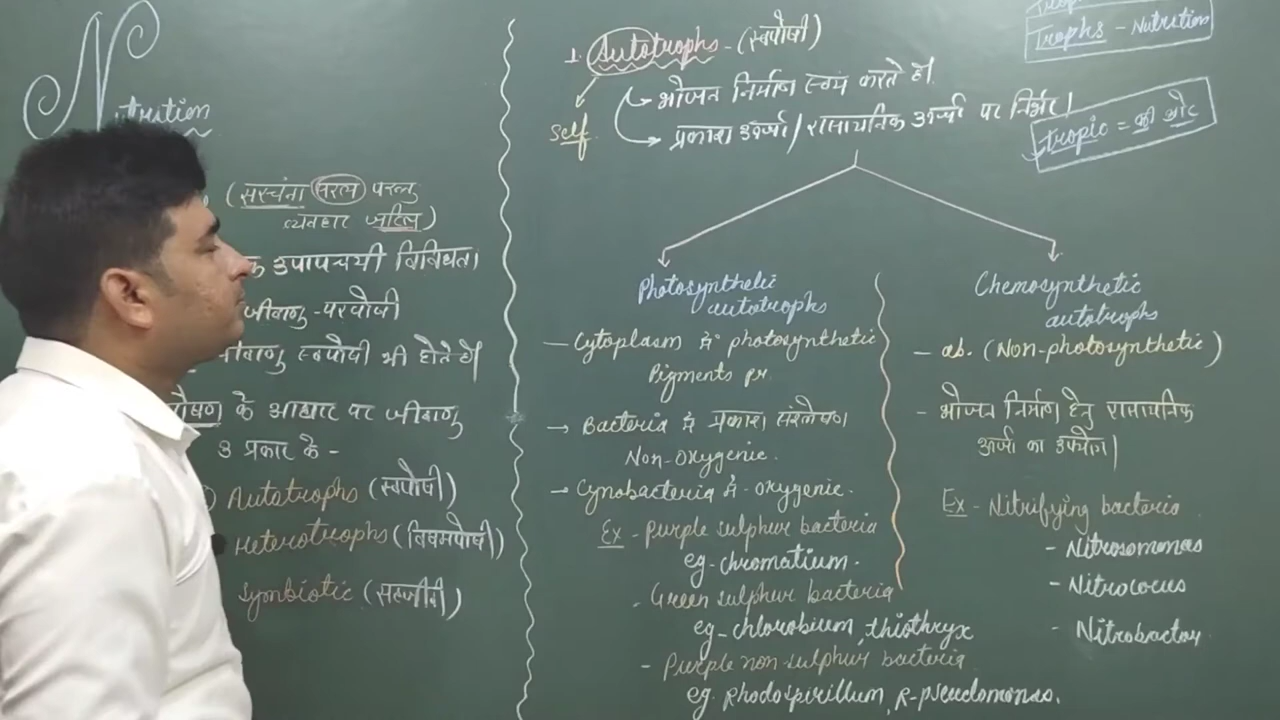 Nutrition
(सरचंना सरल परन्तु
व्यवहार जटिल)
उपापचयी विविधता।
जीवाणु-परपोषी
जीवाणु स्वपोषी भी होते है।
पोषण के आधार पर जीवाणु
3 प्रकार के -
Autotrophs (स्वपोषी)
Heterotrophs (विषमपोषी)
Symbiotic (सहजीवी)
Trophs - Nutrition
tropic = की ओर
1. Autotrophs - (स्वपोषी)
self
भोजन निर्माण स्वयं करते है।
प्रकाश ऊर्जा/ रासायनिक ऊर्जा पर निर्भर।
Photosynthetic
autotrophs
- Cytoplasm में photosynthetic
Pigments pr.
→ Bacteria में प्रकाश संश्लेषण
Non-Oxygenic.
→ Cynobacteria में - oxygenic.
Ex - Purple sulphur bacteria
eg - chromatium.
- Green sulphur bacteria
eg - chlorobium, thiothryx
- Purple non-sulphur bacteria
eg. Rhodospirillum, R-pseudomonas.
Chemosynthetic
autotrophs
- ab. (Non-photosynthetic)
- भोजन निर्माण हेतु रासायनिक
ऊर्जा का उपयोग।
Ex - Nitrifying bacteria
- Nitrosomonas
- Nitrococus
- Nitrobactor